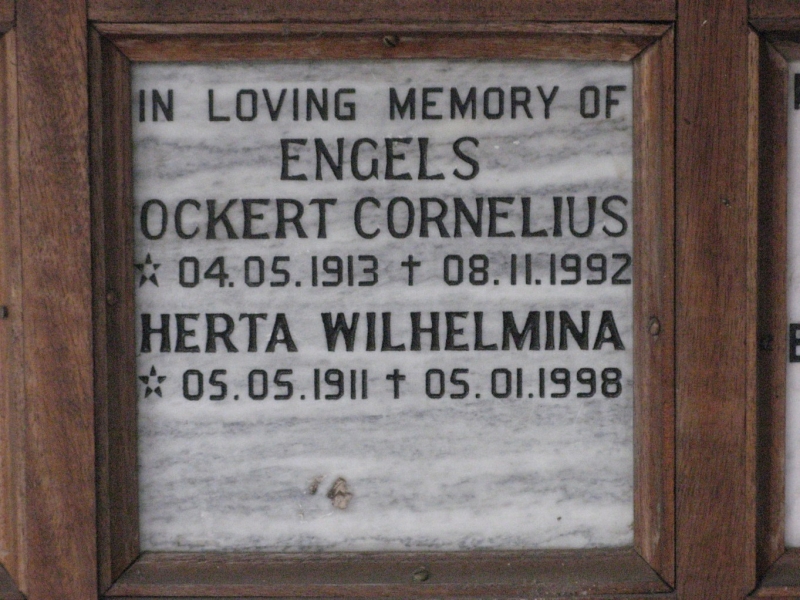 IN LOVING MEMORY OF
ENGELS
OCKERT CORNELIUS
☆ 04.05.1913 † 08.11.1992
HERTA WILHELMINA
☆ 05.05.1911 † 05.01.1998